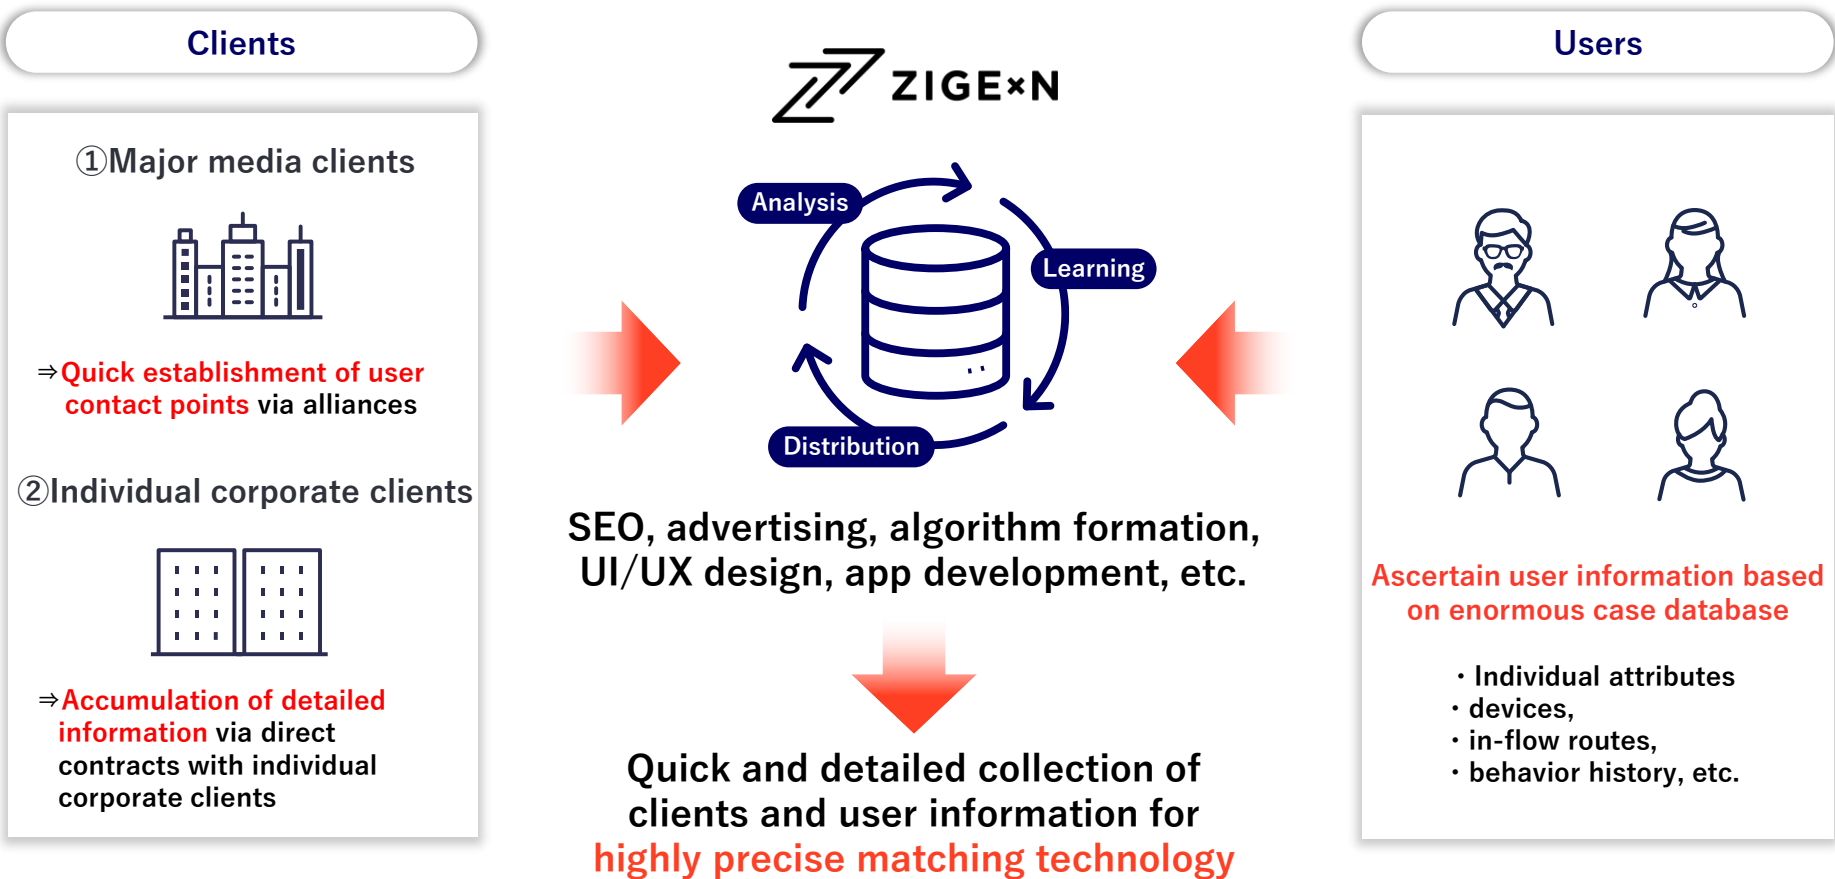 Clients
①Major media clients
⇒Quick establishment of user
contact points via alliances
②Individual corporate clients
⇒Accumulation of detailed
information via direct
contracts with individual
corporate clients
ZIGE×N
Analysis
Learning
Distribution
SEO, advertising, algorithm formation,
UI/UX design, app development, etc.
Quick and detailed collection of
clients and user information for
highly precise matching technology
Users
Ascertain user information based
on enormous case database
・Individual attributes
・devices,
・in-flow routes,
・behavior history, etc.